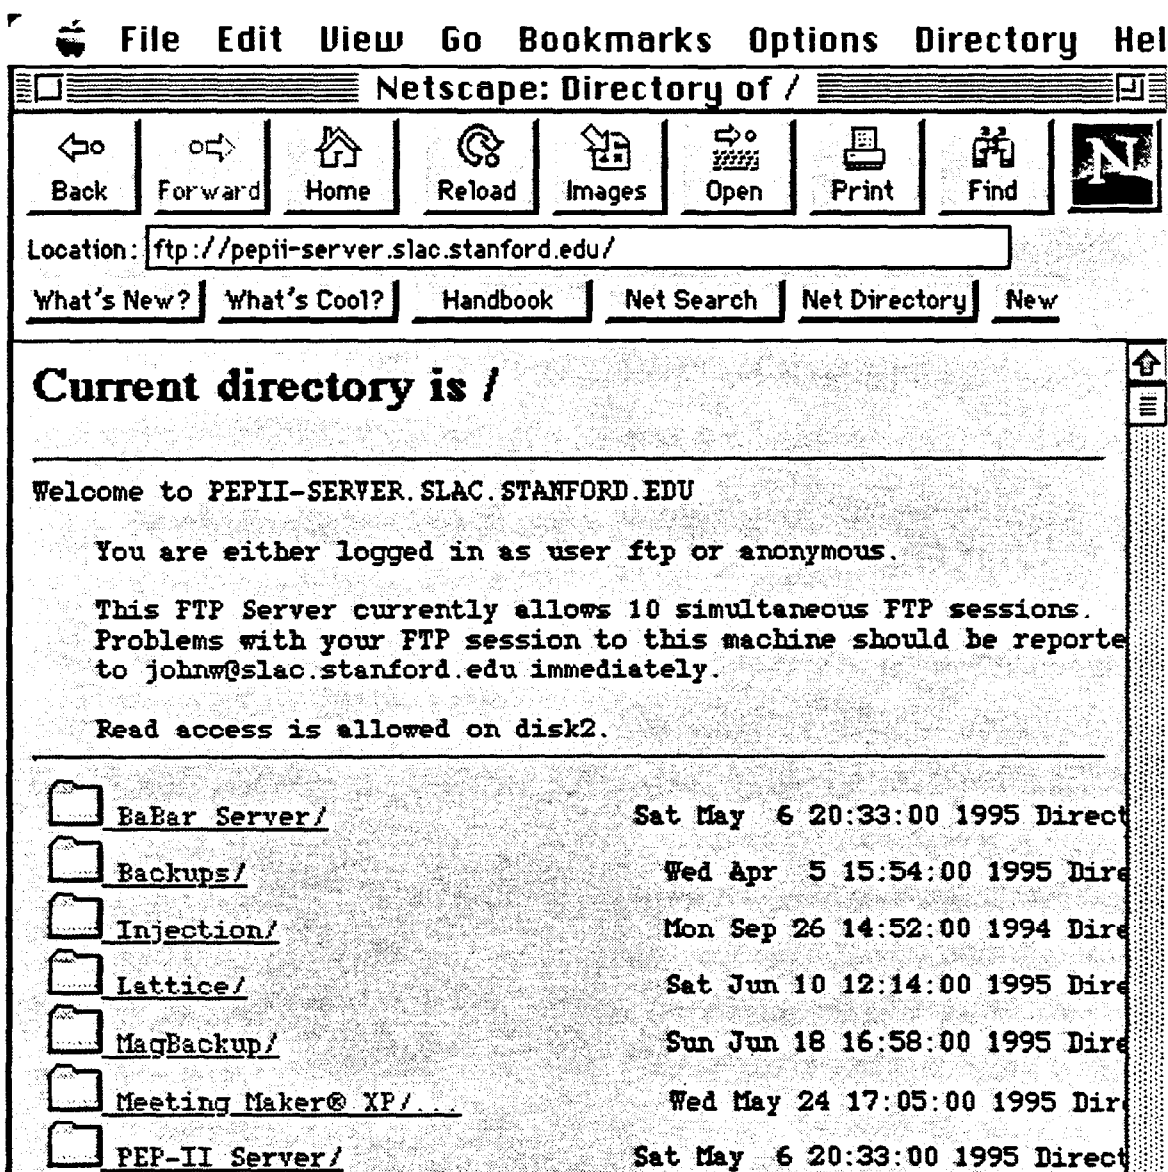 File Edit View Go Bookmarks Options Directory Hel
Netscape: Directory of /
Back Forward Home Reload Images Open Print Find N
Location: ftp://pepii-server.slac.stanford.edu/
What's New? What's Cool? Handbook Net Search Net Directory New
Current directory is /
Welcome to PEPII-SERVER.SLAC.STANFORD.EDU
You are either logged in as user ftp or anonymous.
This FTP Server currently allows 10 simultaneous FTP sessions.
Problems with your FTP session to this machine should be reporte
to johnw@slac.stanford.edu immediately.
Read access is allowed on disk2.
BaBar Server/ Sat May 6 20:33:00 1995 Direct
Backups/ Wed Apr 5 15:54:00 1995 Dire
Injection/ Mon Sep 26 14:52:00 1994 Dire
Lattice/ Sat Jun 10 12:14:00 1995 Dire
MagBackup/ Sun Jun 18 16:58:00 1995 Dire
Meeting Maker® XP/... Wed May 24 17:05:00 1995 Dire
PEP-II Server/ Sat May 6 20:33:00 1995 Direct